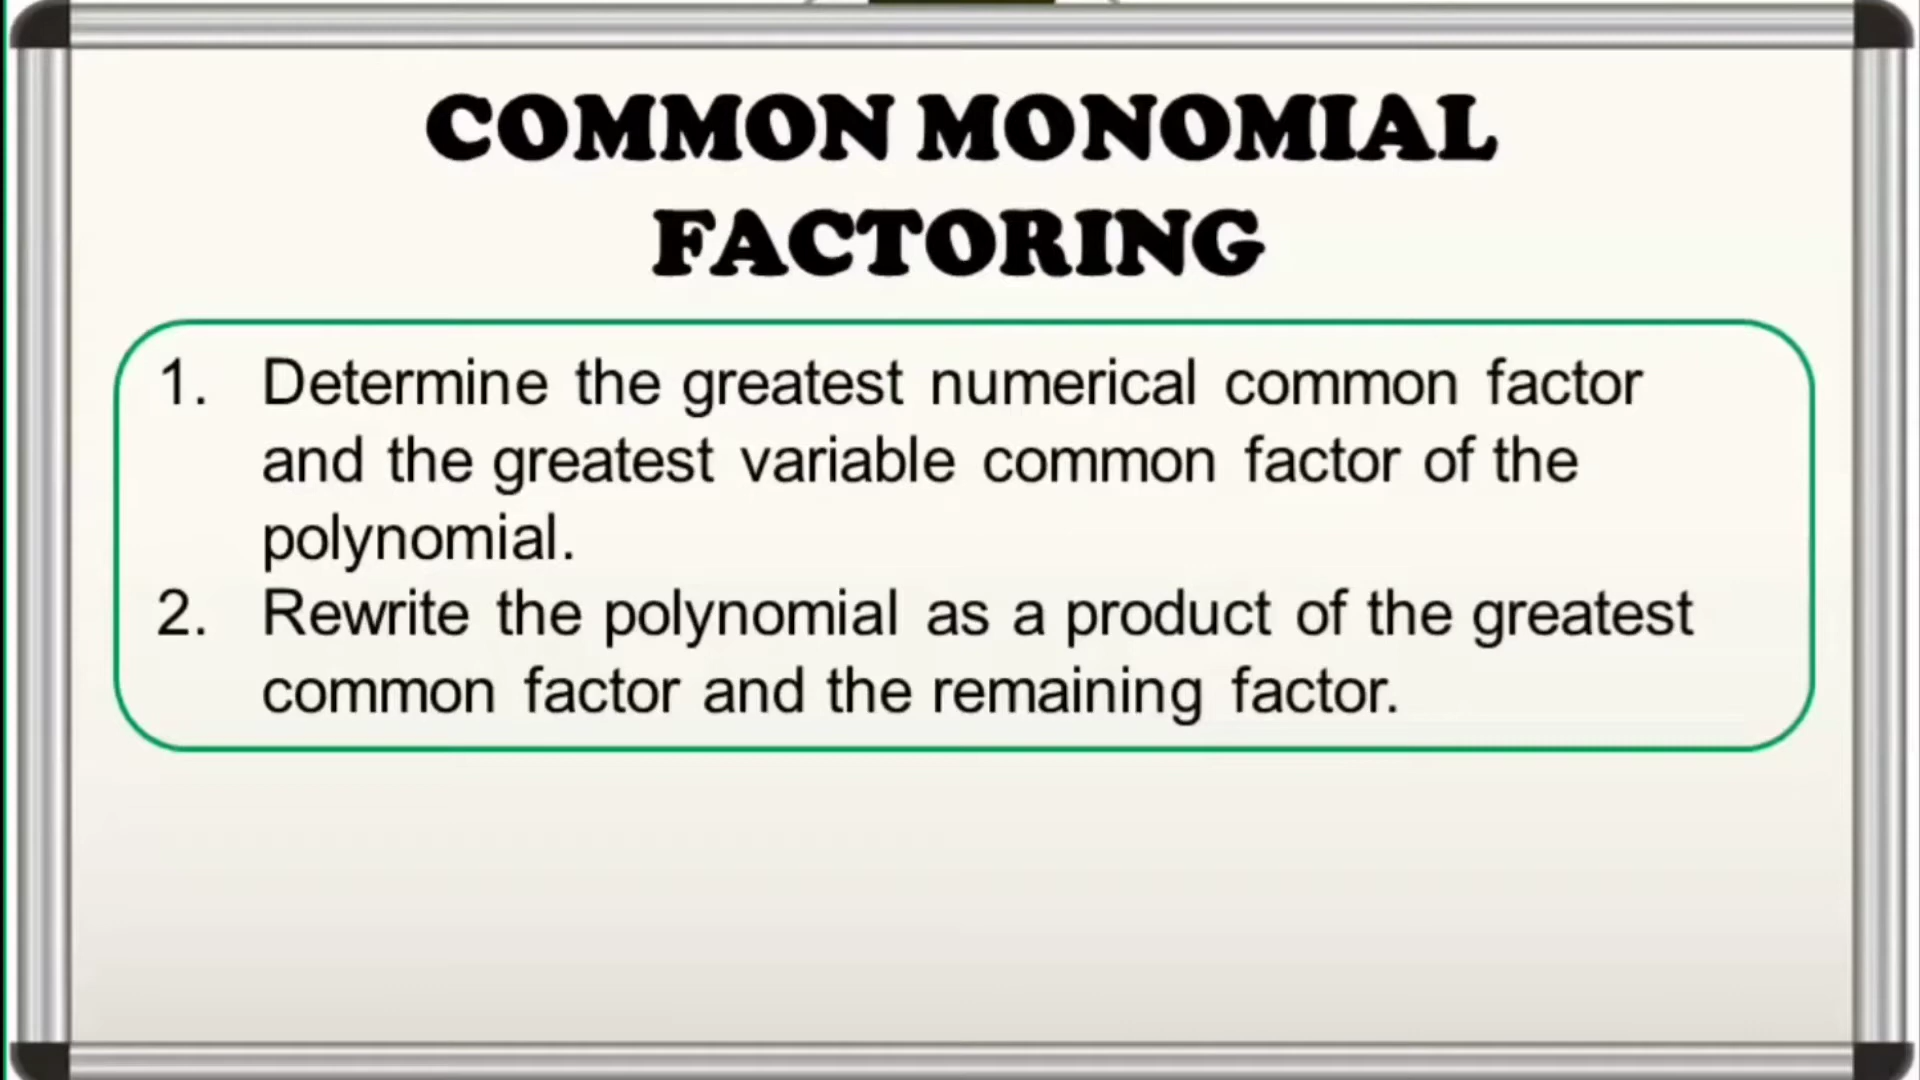 COMMON MONOMIAL
FACTORING
1. Determine the greatest numerical common factor
and the greatest variable common factor of the
polynomial.
2. Rewrite the polynomial as a product of the greatest
common factor and the remaining factor.